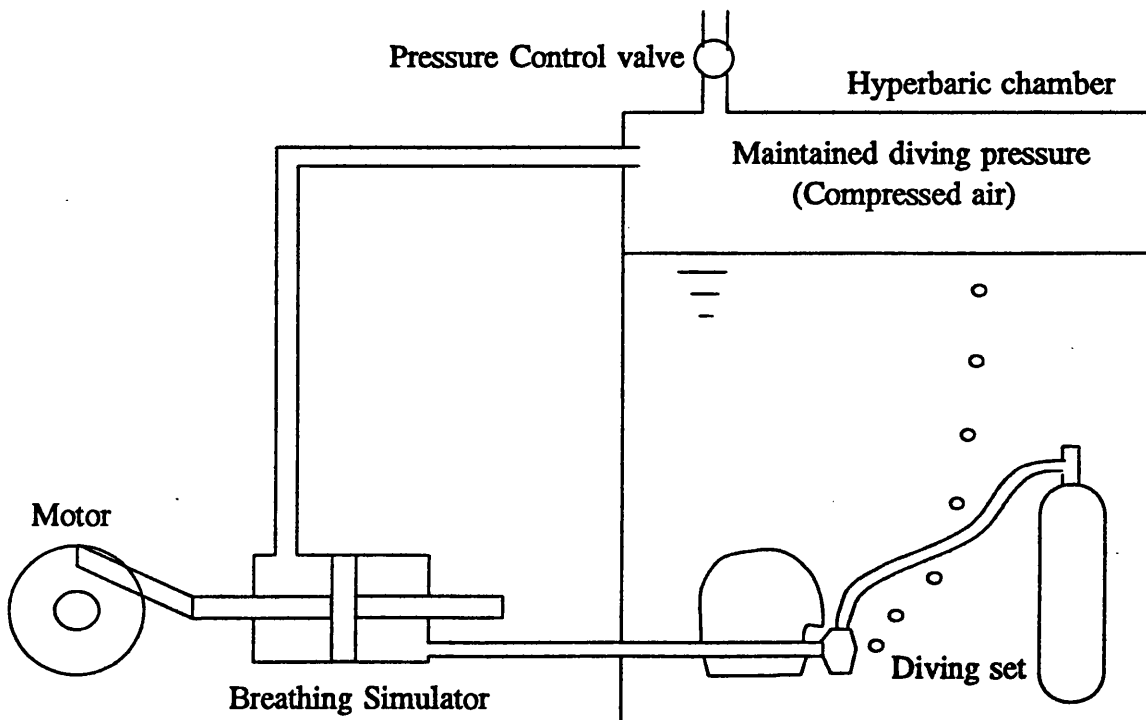 Pressure Control valve
Hyperbaric chamber
Maintained diving pressure
(Compressed air)
Motor
Breathing Simulator
Diving set